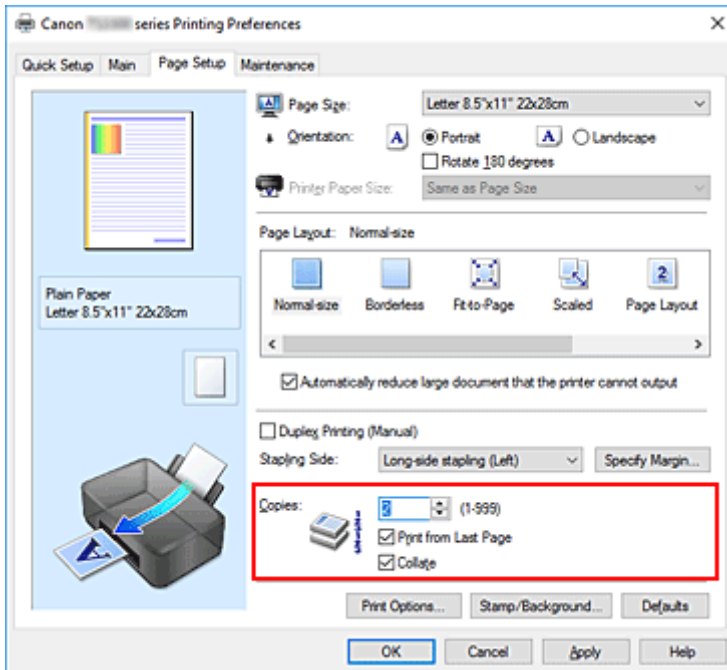 Canon series Printing Preferences
Quick Setup Main Page Setup Maintenance
Page Size: Letter 8.5"x11" 22x28cm
Orientation: A Portrait A Landscape
Rotate 180 degrees
Printer Paper Size: Same as Page Size
Page Layout: Normal-size
2
Normal-size Borderless Fit-to-Page Scaled Page Layout
Plain Paper
Letter 8.5"x11" 22x28cm
Automatically reduce large document that the printer cannot output
Duplex Printing (Manual)
Stapling Side: Long-side stapling (Left) Specify Margin...
Copies: 2 (1-999)
Print from Last Page
Collate
A
Print Options... Stamp/Background... Defaults
OK Cancel Apply Help